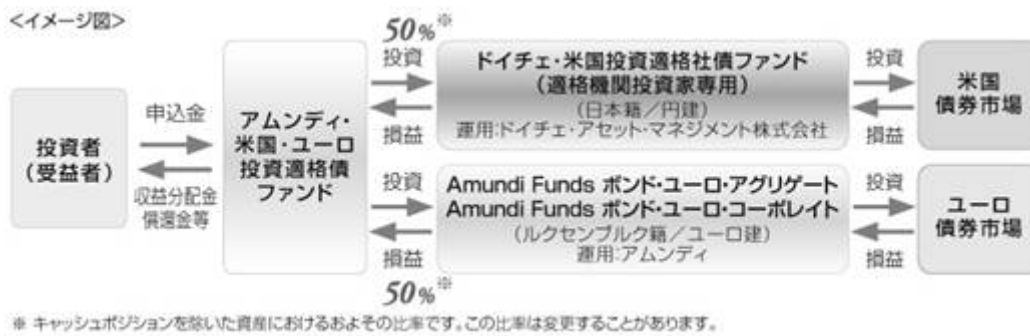 <イメージ図>
50%※
投資
損益
ドイチェ・米国投資適格社債ファンド
(適格機関投資家専用)
(日本籍/円建)
運用:ドイチェ・アセット・マネジメント株式会社
投資
損益
米国
債券市場
投資者
(受益者)
申込金
収益分配金
償還金等
アムンディ・
米国・ユーロ
投資適格債
ファンド
投資
損益
50%※
Amundi Funds ボンド・ユーロ・アグリゲート
Amundi Funds ボンド・ユーロ・コーポレイト
(ルクセンブルク籍/ユーロ建)
運用:アムンディ
投資
損益
ユーロ
債券市場
※ キャッシュポジションを除いた資産におけるおよその比率です。この比率は変更することがあります。